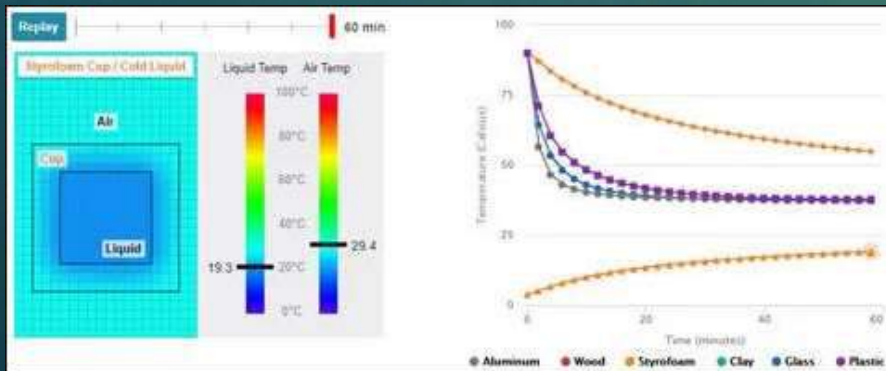 Replay
60 min
Styrofoam Cup / Cold Liquid
Air
Cup
Liquid
Liquid Temp Air Temp
100°C
80°C
60°C
40°C
20°C
0°C
19.3
29.4
Temperature (Celsius)
100
75
50
25
0
0 20 40 60
Time (minutes)
Aluminum Wood Styrofoam Clay Glass Plastic